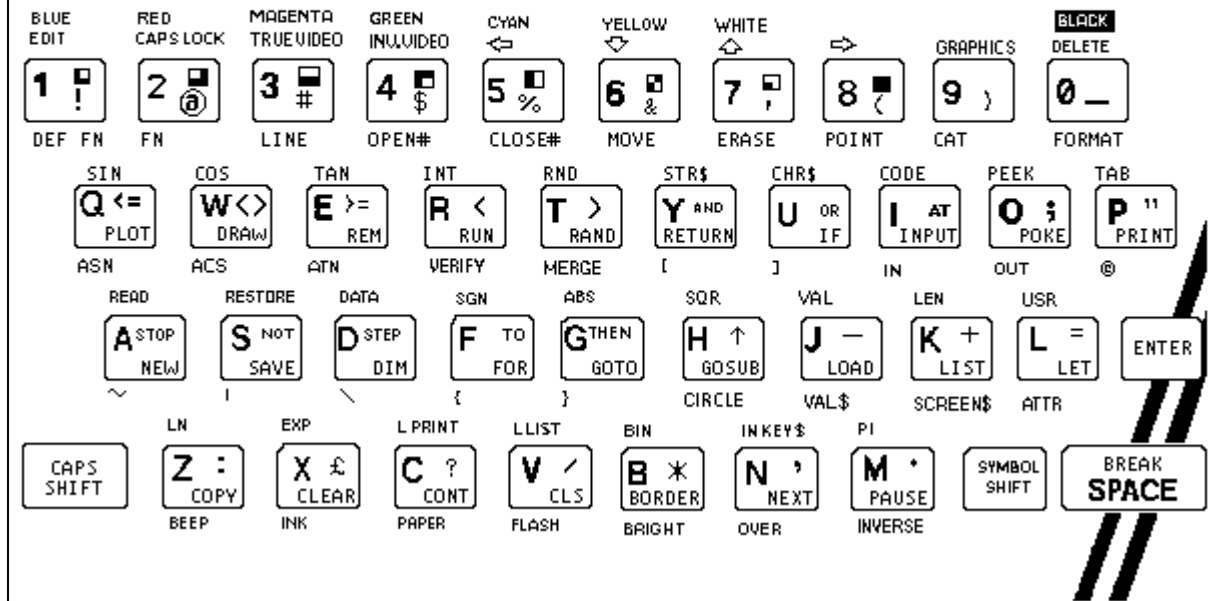 BLUE RED MAGENTA GREEN CYAN YELLOW WHITE BLACK
EDIT CAPS LOCK TRUE VIDEO INV.VIDEO ⇦ ⇩ ⇧ ⇨ GRAPHICS DELETE
1 ! 2 @ 3 # 4 $ 5 % 6 & 7 ' 8 ( 9 ) 0 _
DEF FN FN LINE OPEN# CLOSE# MOVE ERASE POINT CAT FORMAT
SIN COS TAN INT RND STR$ CHR$ CODE PEEK TAB
Q <= W <> E >= R < T > Y AND U OR I AT O ; P "
PLOT DRAW REM RUN RAND RETURN IF INPUT POKE PRINT
ASN ACS ATN VERIFY MERGE [ ] IN OUT ©
READ RESTORE DATA SGN ABS SQR VAL LEN USR
A STOP S NOT D STEP F TO G THEN H ↑ J − K + L = ENTER
NEW SAVE DIM FOR GOTO GOSUB LOAD LIST LET
~ | \ { } CIRCLE VAL$ SCREEN$ ATTR
LN EXP L PRINT L LIST BIN INKEY$ PI
CAPS Z : X £ C ? V / B * N , M . SYMBOL BREAK
SHIFT COPY CLEAR CONT CLS BORDER NEXT PAUSE SHIFT SPACE
BEEP INK PAPER FLASH BRIGHT OVER INVERSE